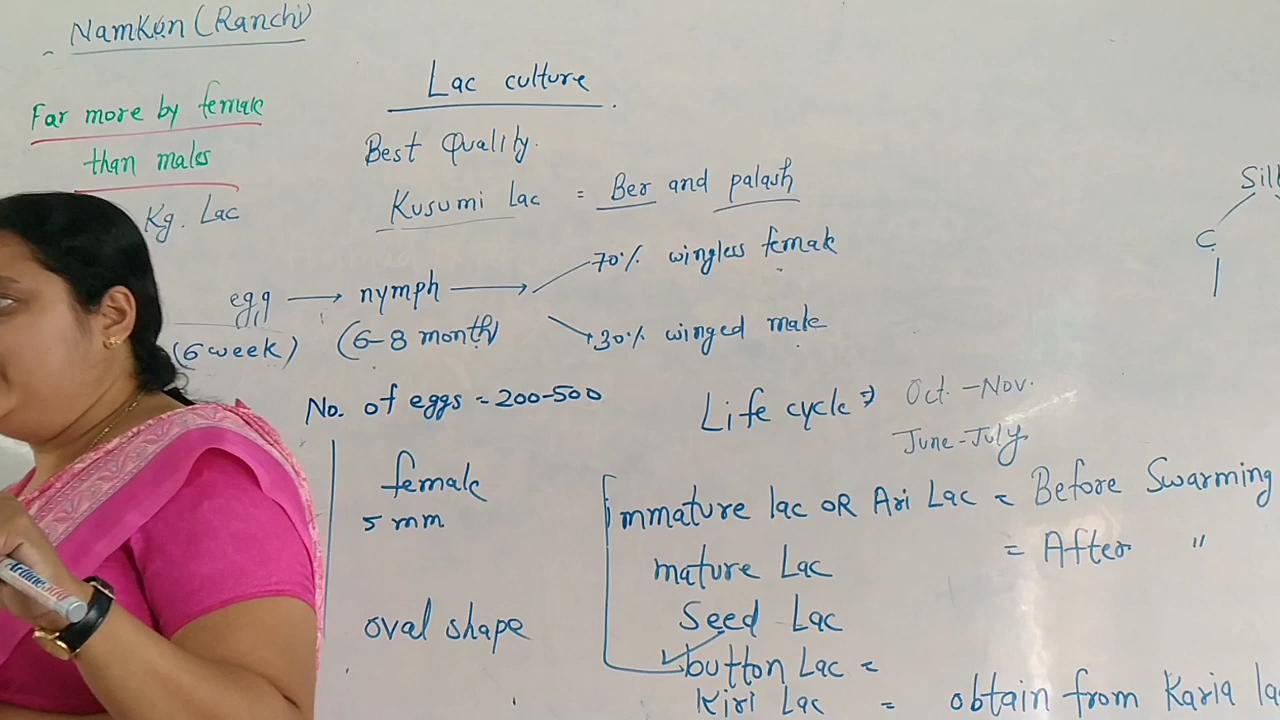 Namkun (Ranchi)
Far more by female
than males
Kg. Lac
Lac culture
Best Quality.
Kusumi Lac = Ber and palash
egg → nymph → 70% wingless female
30% winged male
(6 week) (6-8 month)
No. of eggs = 200-500
Life cycle ⇒ Oct. - Nov.
June - July
female
5 mm
oval shape
Immature lac OR Ari Lac = Before Swarming
mature Lac = After "
Seed Lac
button Lac =
Kiri Lac = obtain from Karia
C